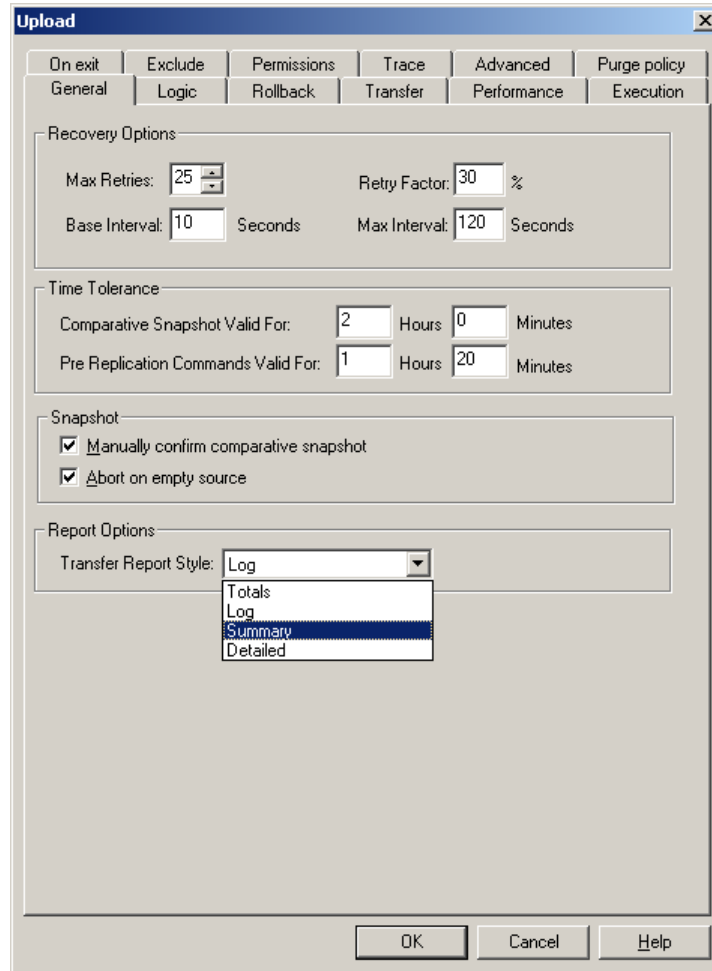 Upload
On exit Exclude Permissions Trace Advanced Purge policy
General Logic Rollback Transfer Performance Execution
Recovery Options
Max Retries: 25 Retry Factor: 30 %
Base Interval: 10 Seconds Max Interval: 120 Seconds
Time Tolerance
Comparative Snapshot Valid For: 2 Hours 0 Minutes
Pre Replication Commands Valid For: 1 Hours 20 Minutes
Snapshot
Manually confirm comparative snapshot
Abort on empty source
Report Options
Transfer Report Style: Log
Totals
Log
Summary
Detailed
OK Cancel Help